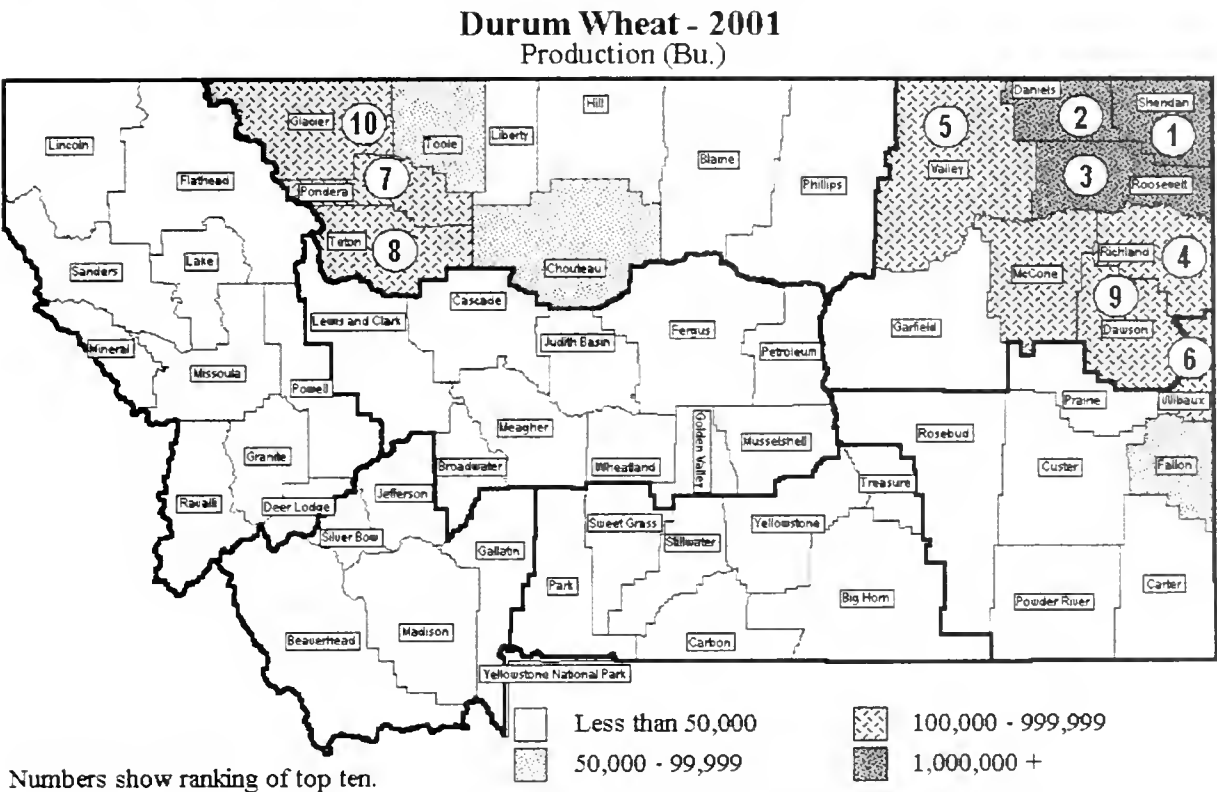 Durum Wheat - 2001
Production (Bu.)
Lincoln
Flathead
Glacier
10
Toole
Liberty
Hill
Blaine
Phillips
5
Valley
Daniels
2
Sheridan
1
3
Roosevelt
7
Pondera
8
Teton
Chouteau
Sanders
Lake
McCone
Richland
4
9
Dawson
6
Wibaux
Mineral
Missoula
Powell
Lewis and Clark
Cascade
Judith Basin
Fergus
Petroleum
Garfield
Prairie
Meagher
Broadwater
Wheatland
Golden Valley
Musselshell
Rosebud
Custer
Fallon
Treasure
Granite
Ravalli
Deer Lodge
Jefferson
Silver Bow
Gallatin
Sweet Grass
Stillwater
Yellowstone
Park
Big Horn
Powder River
Carter
Beaverhead
Madison
Carbon
Yellowstone National Park
Less than 50,000
100,000 - 999,999
50,000 - 99,999
1,000,000 +
Numbers show ranking of top ten.